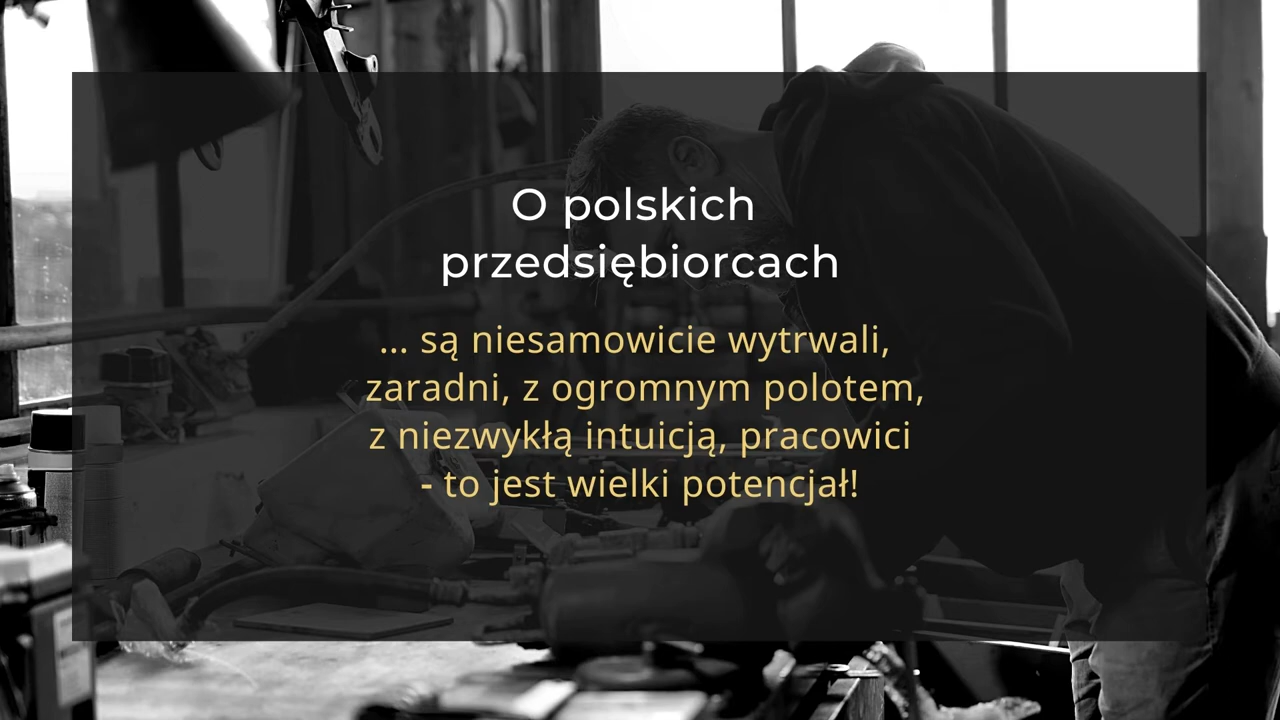 O polskich
przedsiębiorcach
... są niesamowicie wytrwali,
zaradni, z ogromnym polotem,
z niezwykłą intuicją, pracowici
- to jest wielki potencjał!